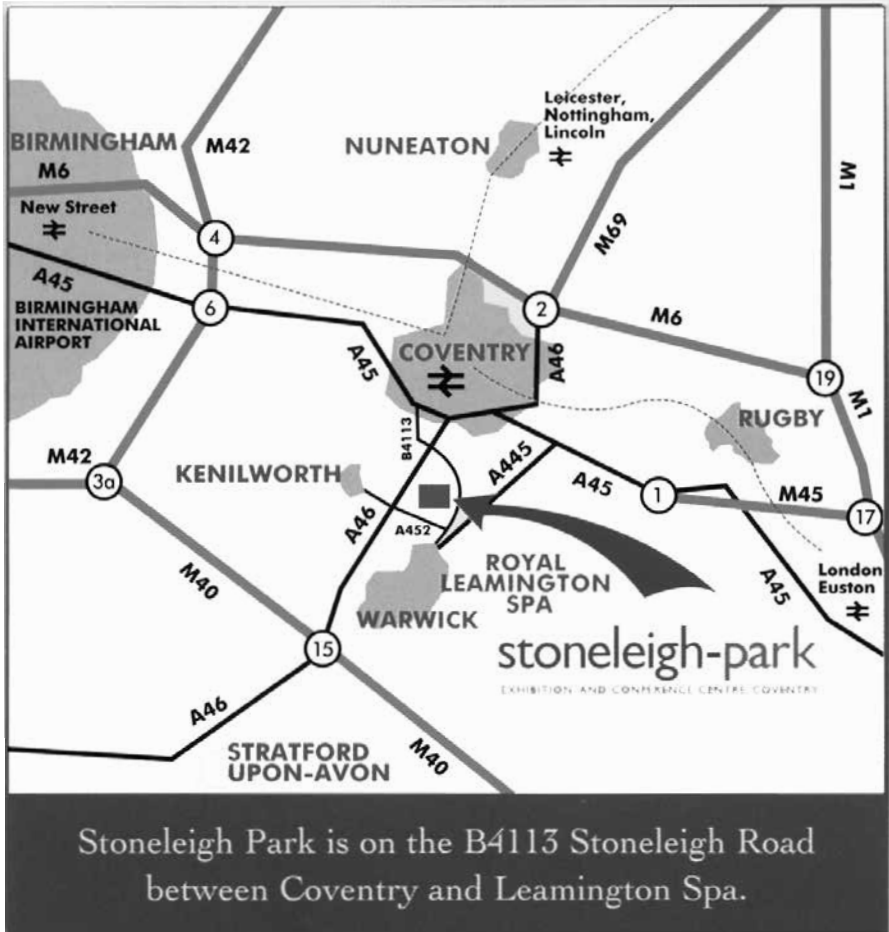 BIRMINGHAM
M42
M6
New Street
4
A45
BIRMINGHAM
INTERNATIONAL
AIRPORT
6
NUNEATON
Leicester,
Nottingham,
Lincoln
M69
M1
2
M6
A45
COVENTRY
A46
19
M1
RUGBY
B4113
A445
A45
1
M45
17
M42
3a
KENILWORTH
A46
A452
ROYAL
LEAMINGTON
SPA
WARWICK
M40
15
A45
London
Euston
stoneleigh-park
EXHIBITION AND CONFERENCE CENTRE, COVENTRY
A46
STRATFORD
UPON-AVON
M40
Stoneleigh Park is on the B4113 Stoneleigh Road
between Coventry and Leamington Spa.